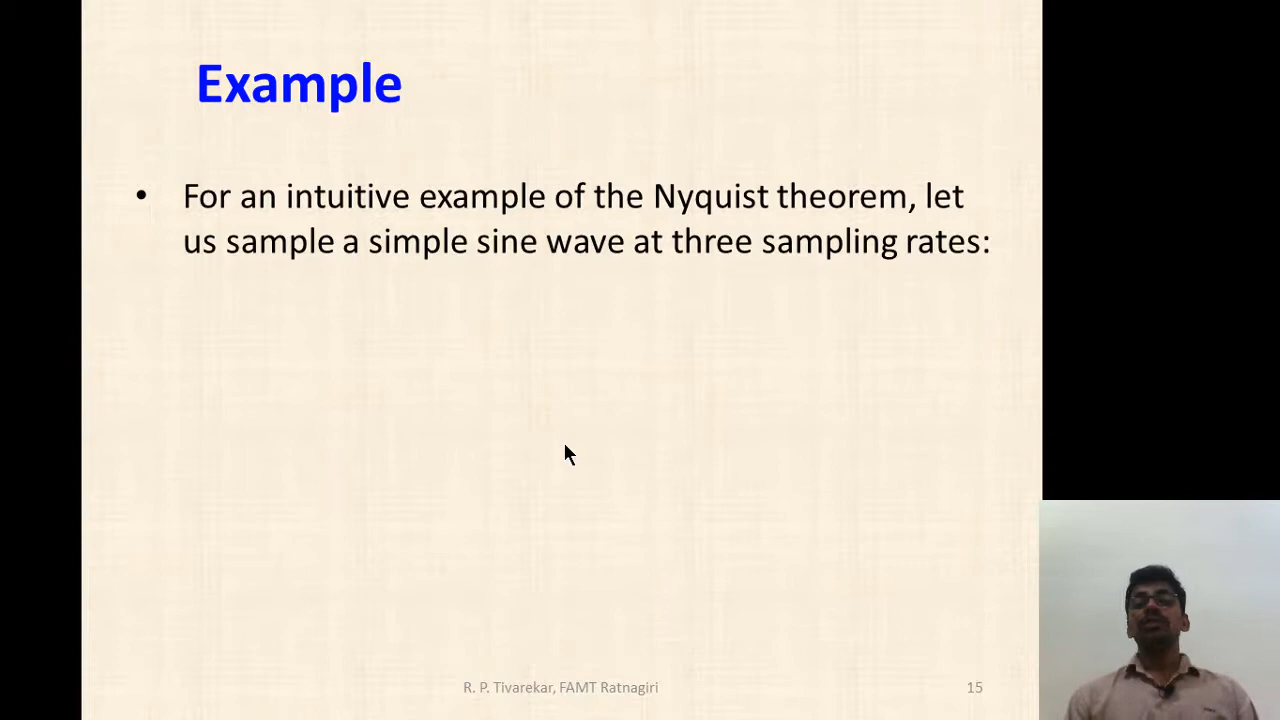 Example
• For an intuitive example of the Nyquist theorem, let
us sample a simple sine wave at three sampling rates:
R. P. Tivarekar, FAMT Ratnagiri
15